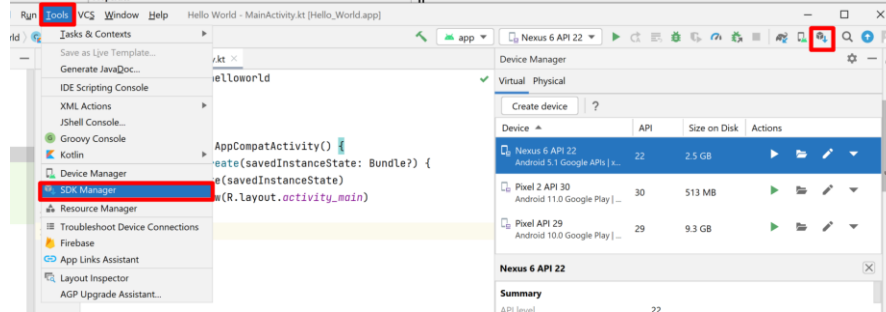 Run Tools VCS Window Help Hello World - MainActivity.kt [Hello_World.app]
rld
app
Nexus 6 API 22
Tasks & Contexts
Save as Live Template...
Generate JavaDoc...
IDE Scripting Console
XML Actions
JShell Console...
Groovy Console
Kotlin
Device Manager
SDK Manager
Resource Manager
Troubleshoot Device Connections
Firebase
App Links Assistant
Layout Inspector
AGP Upgrade Assistant...
.kt
elloworld
AppCompatActivity() {
eate(savedInstanceState: Bundle?) {
e(savedInstanceState)
w(R.layout.activity_main)
Device Manager
Virtual Physical
Create device ?
Device API Size on Disk Actions
Nexus 6 API 22
Android 5.1 Google APIs | x...
22 2.5 GB
Pixel 2 API 30
Android 11.0 Google Play | ...
30 513 MB
Pixel API 29
Android 10.0 Google Play | ...
29 9.3 GB
Nexus 6 API 22
Summary
API level 22